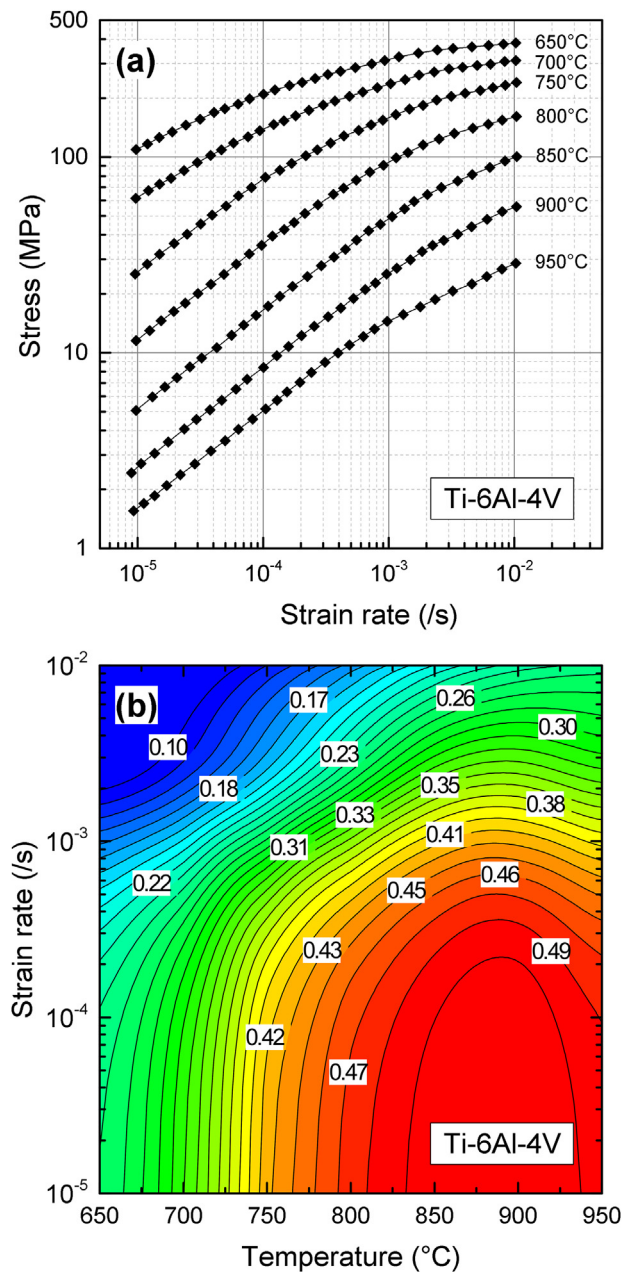 (a)
500
100
10
1
Stress (MPa)
650°C
700°C
750°C
800°C
850°C
900°C
950°C
Ti-6Al-4V
10-5
10-4
10-3
10-2
Strain rate (/s)
(b)
10-2
10-3
10-4
10-5
Strain rate (/s)
0.17
0.26
0.10
0.23
0.30
0.18
0.35
0.33
0.38
0.31
0.41
0.22
0.45
0.46
0.43
0.49
0.42
0.47
Ti-6Al-4V
650
700
750
800
850
900
950
Temperature (°C)